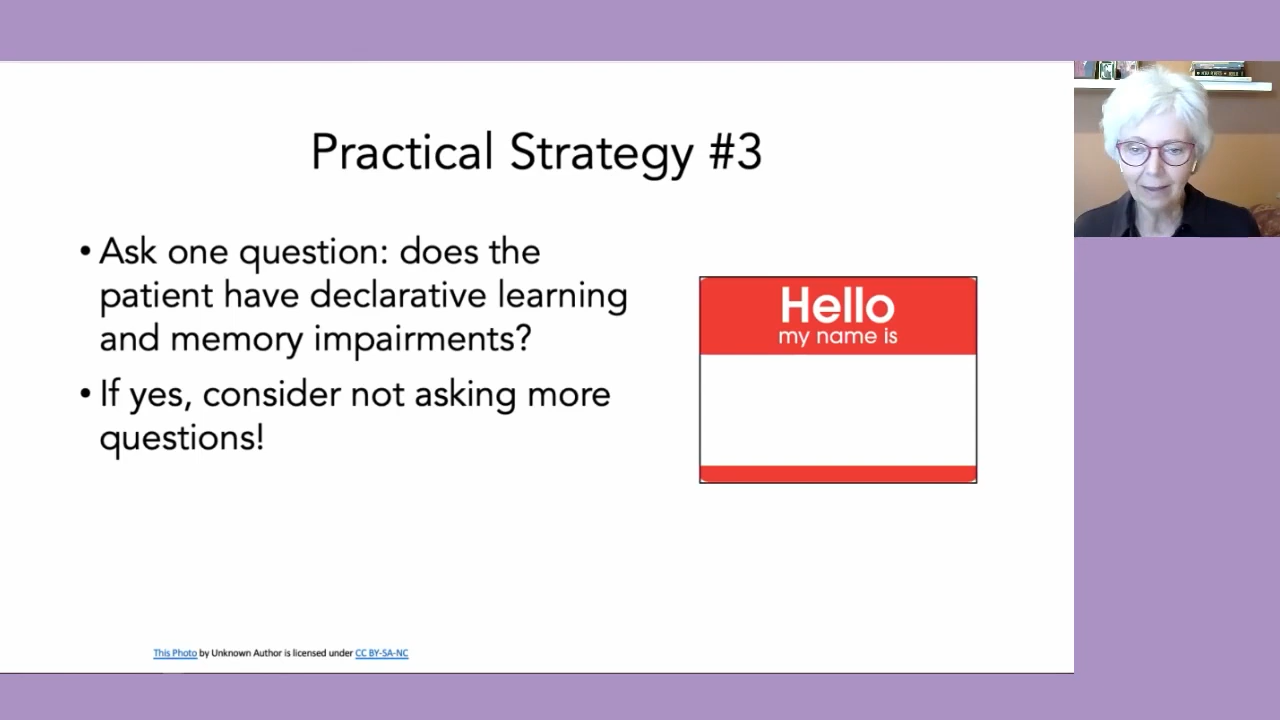 Practical Strategy #3
• Ask one question: does the
patient have declarative learning
and memory impairments?
• If yes, consider not asking more
questions!
Hello
my name is
This Photo by Unknown Author is licensed under CC BY-SA-NC